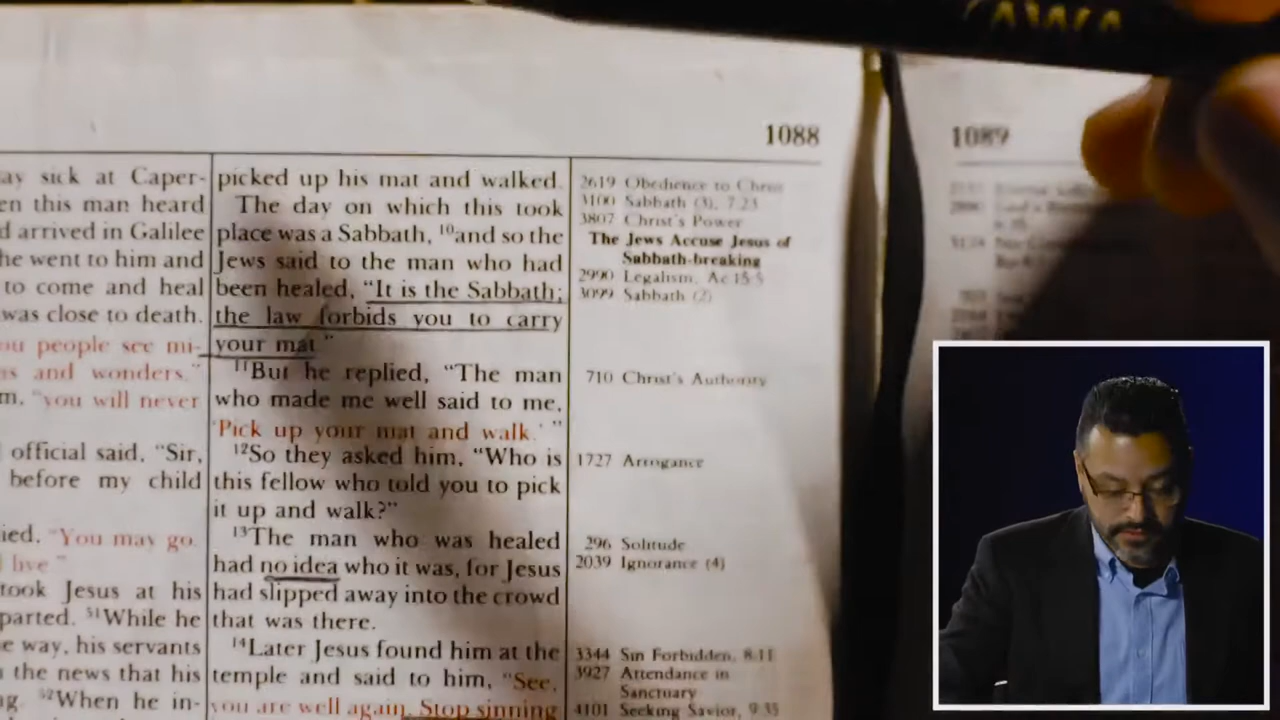 1088
ay sick at Caper-
en this man heard
d arrived in Galilee
he went to him and
to come and heal
was close to death.
ou people see mi-
s and wonders."
m, "you will never
official said, "Sir,
before my child
ied, "You may go.
live."
took Jesus at his
parted. 51While he
e way, his servants
the news that his
g. 52When he in-
picked up his mat and walked.
The day on which this took
place was a Sabbath, 10and so the
Jews said to the man who had
been healed, "It is the Sabbath;
the law forbids you to carry
your mat."
11But he replied, "The man
who made me well said to me,
'Pick up your mat and walk.' "
12So they asked him, "Who is
this fellow who told you to pick
it up and walk?"
13The man who was healed
had no idea who it was, for Jesus
had slipped away into the crowd
that was there.
14Later Jesus found him at the
temple and said to him, "See,
you are well again. Stop sinning
2619 Obedience to Christ
3100 Sabbath (3), 7:23
3807 Christ's Power
The Jews Accuse Jesus of
Sabbath-breaking
2990 Legalism, Ac 15:5
3099 Sabbath (2)
710 Christ's Authority
1727 Arrogance
296 Solitude
2039 Ignorance (4)
3344 Sin Forbidden, 8:11
3927 Attendance in
Sanctuary
4101 Seeking Savior, 9:35
1089